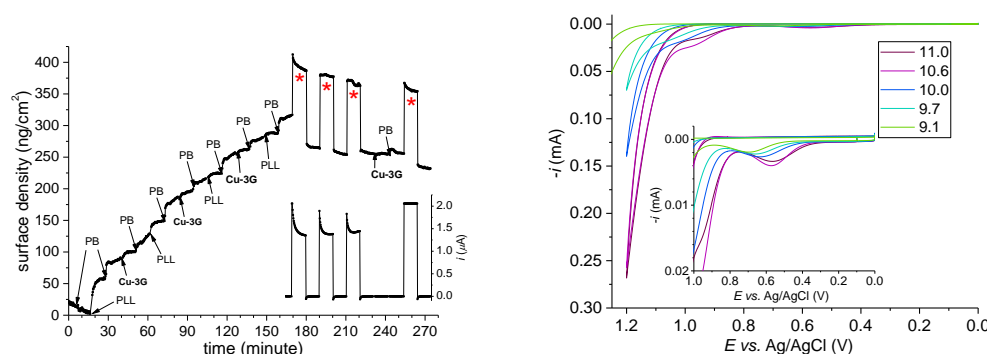 surface density (ng/cm²)
400
350
300
250
200
150
100
50
0
PB
PB
PB
PB
PB
PB
PLL
Cu-3G
PLL
Cu-3G
PLL
Cu-3G
PLL
*
*
*
*
PB
Cu-3G
2.0
1.5
1.0
0.5
0.0
i (μA)
0 30 60 90 120 150 180 210 240 270
time (minute)
-i (mA)
0.00
0.05
0.10
0.15
0.20
0.25
0.30
11.0
10.6
10.0
9.7
9.1
-i (mA)
0.00
0.01
0.02
1.0 0.8 0.6 0.4 0.2 0.0
E vs. Ag/AgCl (V)
1.2 1.0 0.8 0.6 0.4 0.2 0.0
E vs. Ag/AgCl (V)